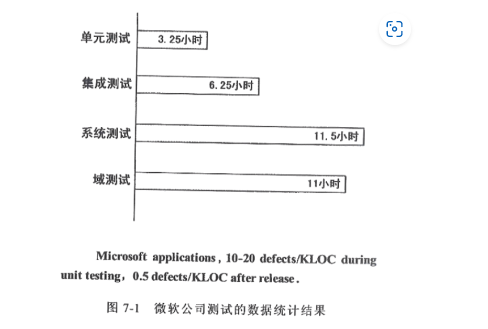 单元测试 3.25小时
集成测试 6.25小时
系统测试 11.5小时
域测试 11小时
Microsoft applications, 10-20 defects/KLOC during
unit testing, 0.5 defects/KLOC after release.
图 7-1 微软公司测试的数据统计结果